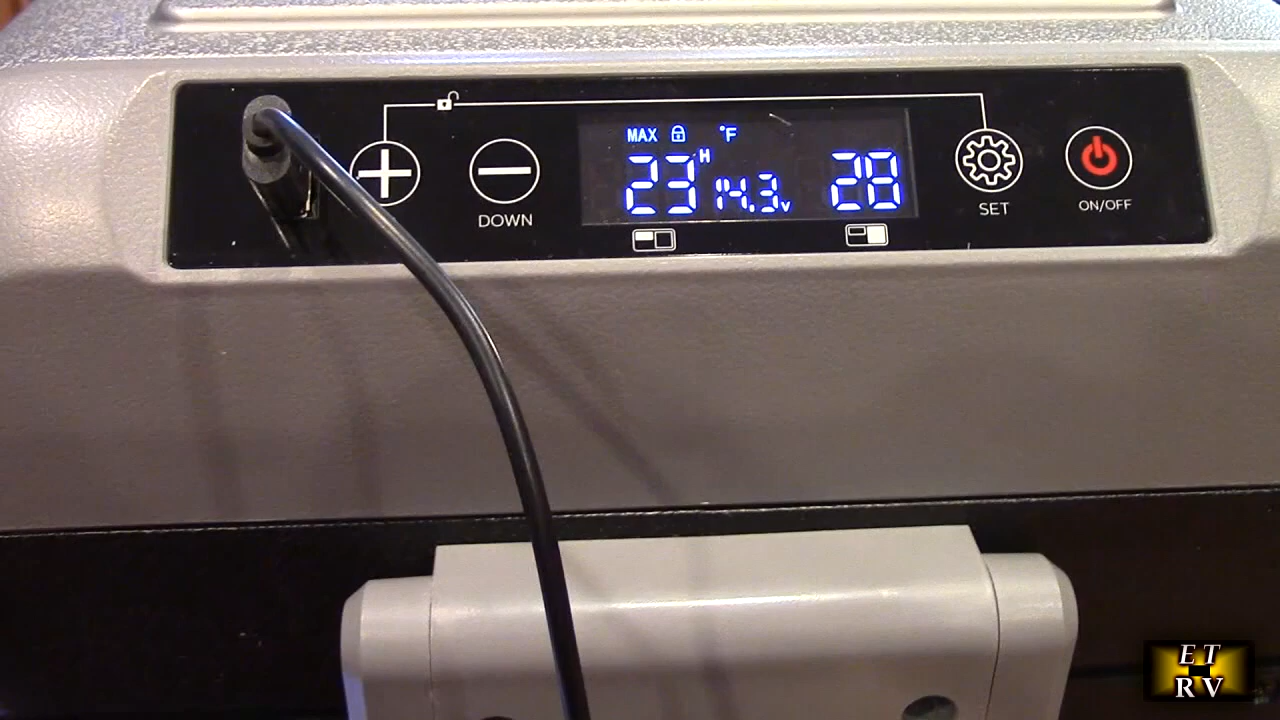 MAX °F
23 H 14.3 v 28
DOWN
SET
ON/OFF
ET
RV